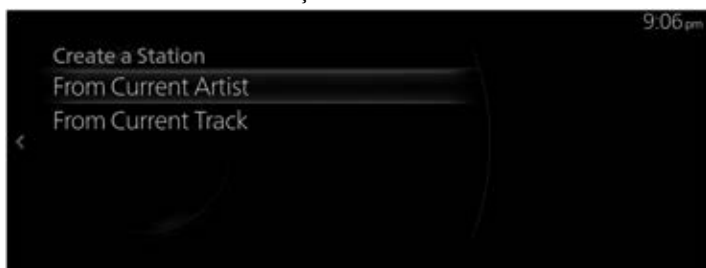 9:06 pm
Create a Station
From Current Artist
From Current Track